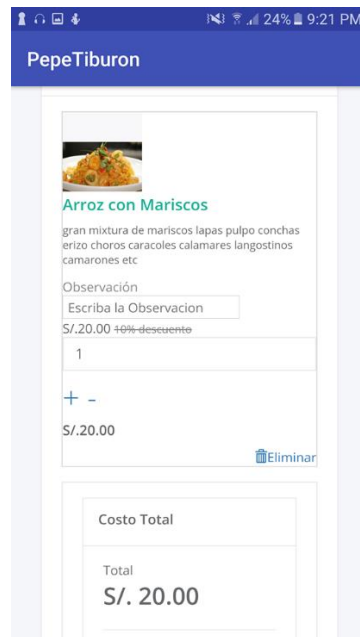 24% 9:21 PM
PepeTiburon
Arroz con Mariscos
gran mixtura de mariscos lapas pulpo conchas
erizo choros caracoles calamares langostinos
camarones etc
Observación
Escriba la Observacion
S/.20.00 10% descuento
1
+ -
S/.20.00
Eliminar
Costo Total
Total
S/. 20.00